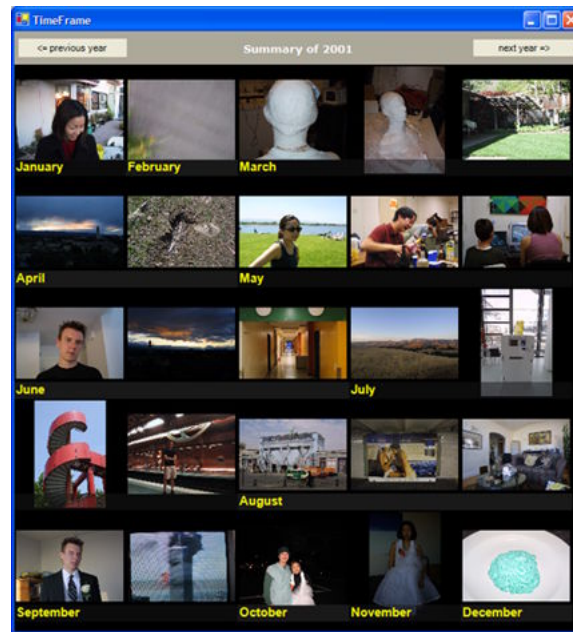 TimeFrame
<= previous year
Summary of 2001
next year =>
January
February
March
April
May
June
July
August
September
October
November
December